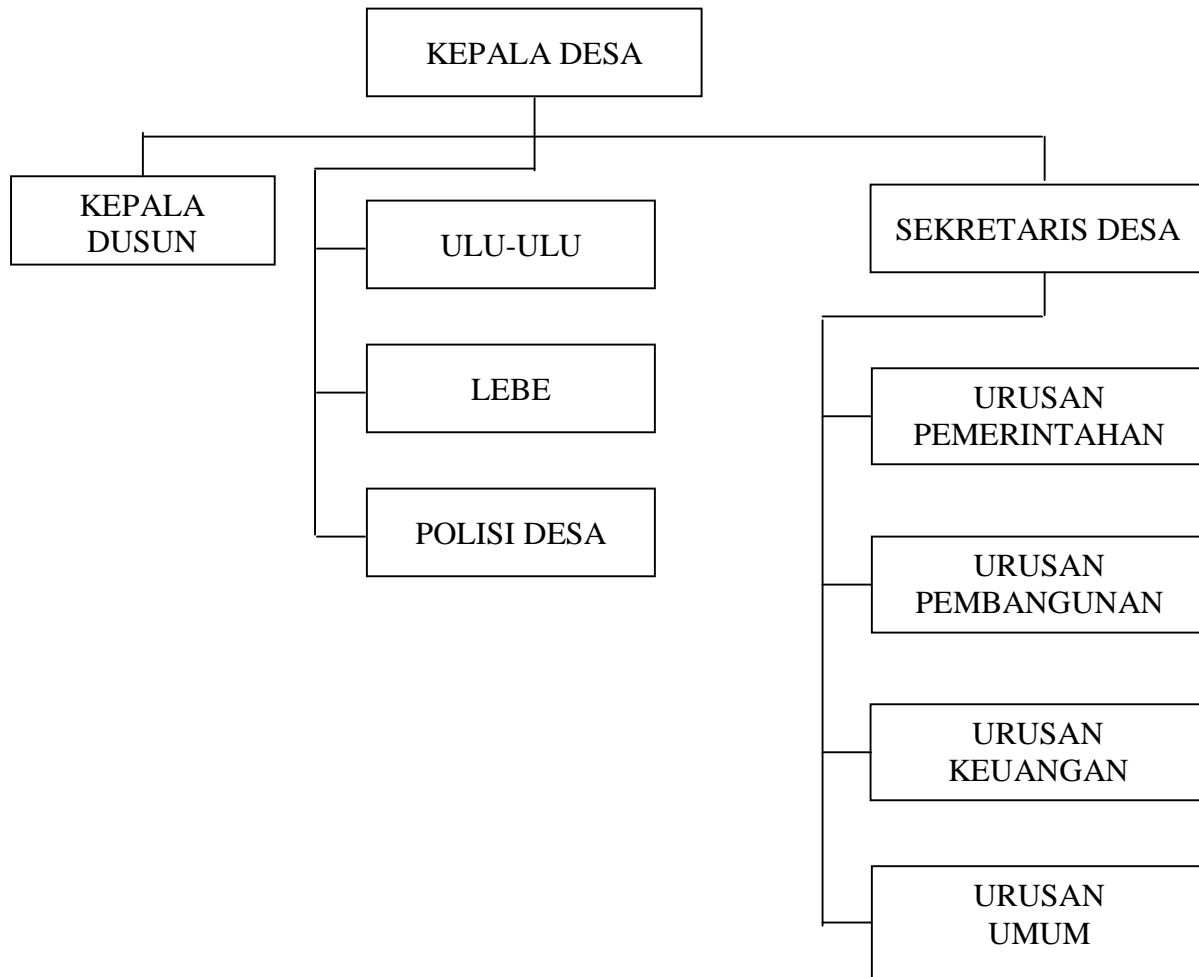 KEPALA DESA
KEPALA
DUSUN
ULU-ULU
LEBE
POLISI DESA
SEKRETARIS DESA
URUSAN
PEMERINTAHAN
URUSAN
PEMBANGUNAN
URUSAN
KEUANGAN
URUSAN
UMUM